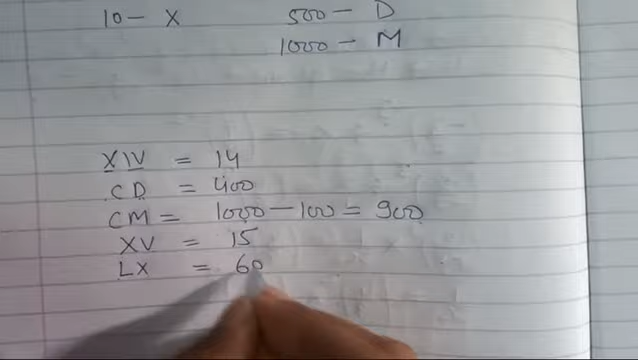 10 - X 500 - D
1000 - M
XIV = 14
CD = 400
CM = 1000 - 100 = 900
XV = 15
LX = 60